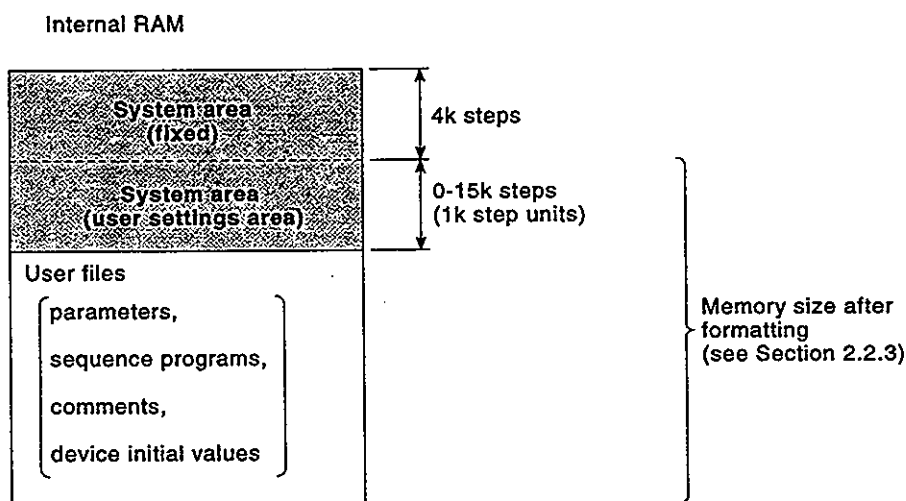 Internal RAM
System area
(fixed)
4k steps
System area
(user settings area)
0-15k steps
(1k step units)
User files
parameters,
sequence programs,
comments,
device initial values
Memory size after
formatting
(see Section 2.2.3)